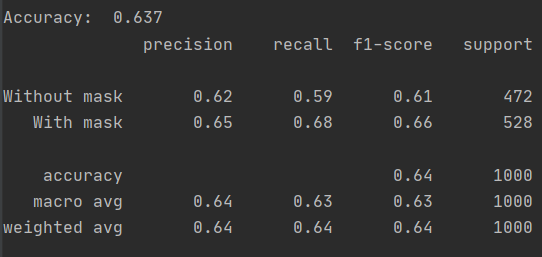 Accuracy:  0.637
              precision    recall  f1-score   support

Without mask       0.62      0.59      0.61       472
   With mask       0.65      0.68      0.66       528

    accuracy                           0.64      1000
   macro avg       0.64      0.63      0.63      1000
weighted avg       0.64      0.64      0.64      1000